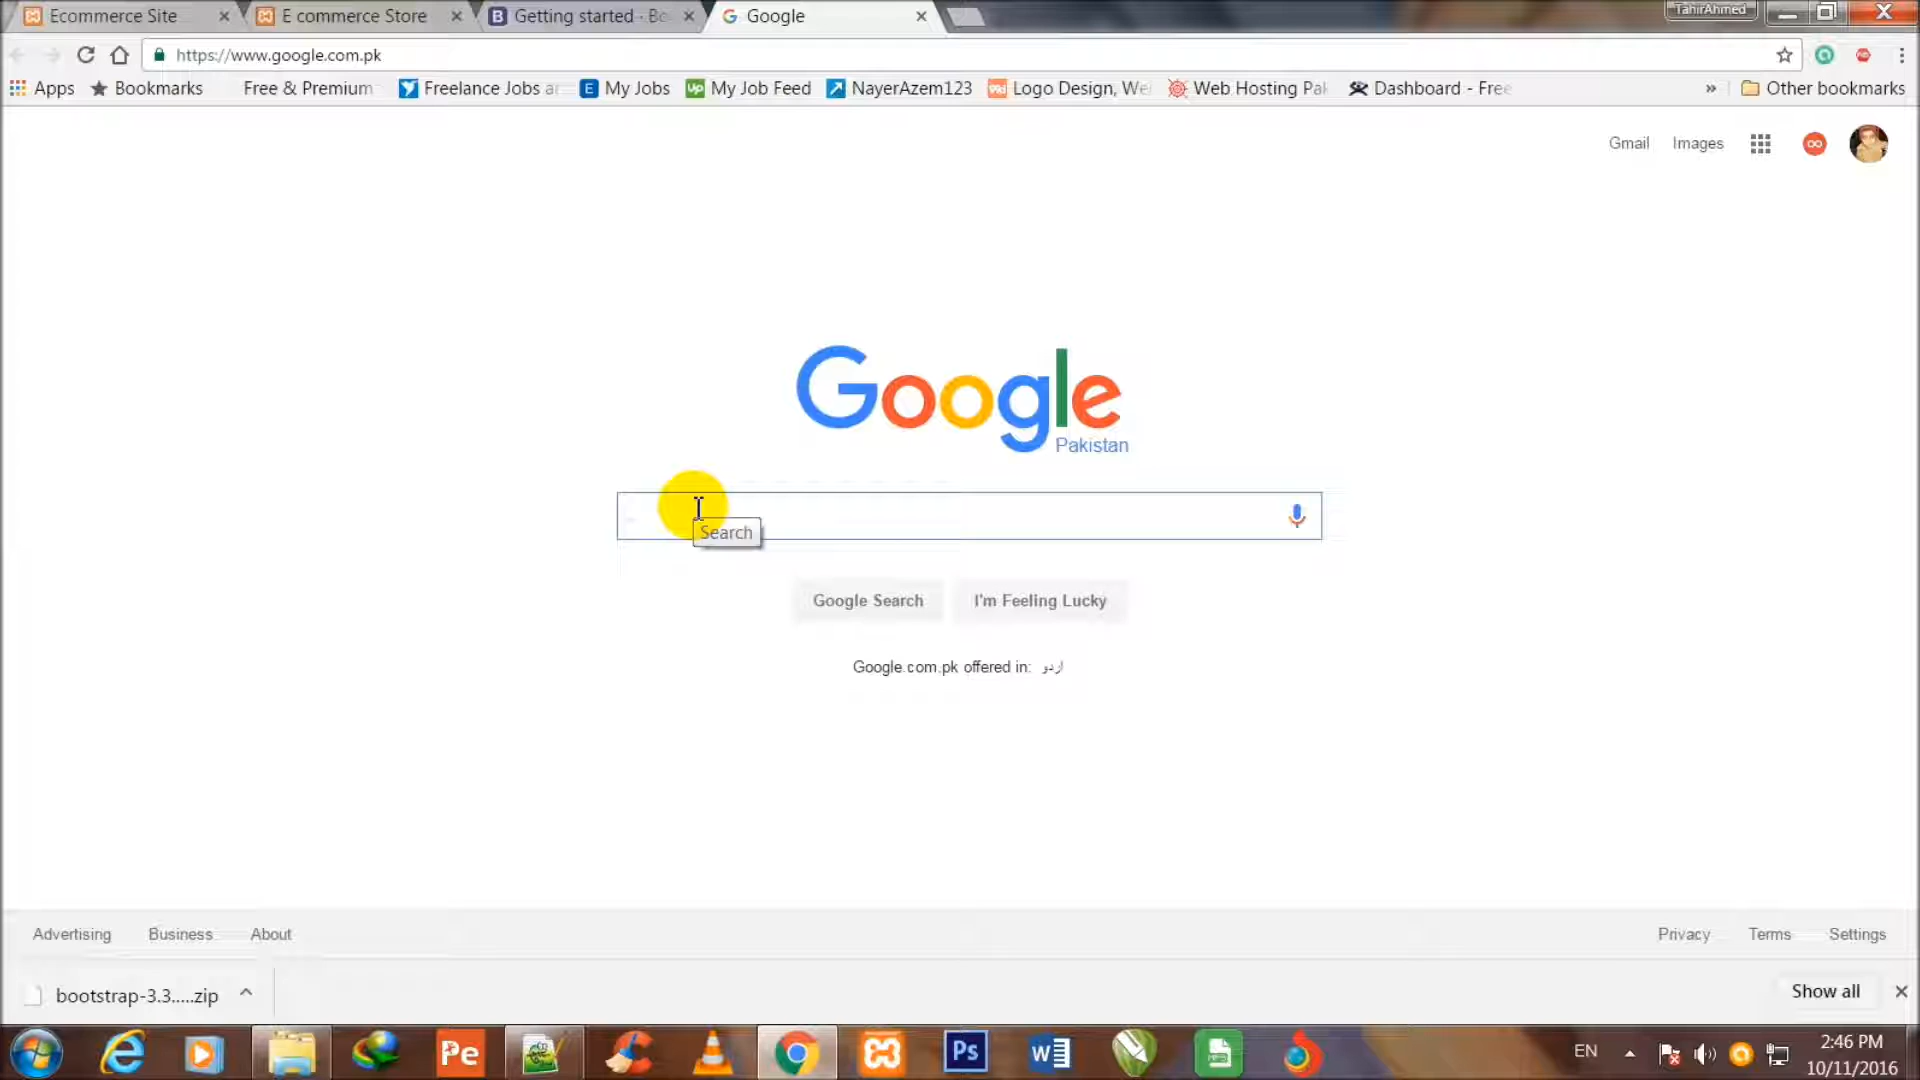 Ecommerce Site
E commerce Store
Getting started · Bo
Google
TahirAhmed
https://www.google.com.pk
Apps
Bookmarks
Free & Premium
Freelance Jobs a
My Jobs
My Job Feed
NayerAzem123
Logo Design, We
Web Hosting Pak
Dashboard - Free
»
Other bookmarks
Gmail
Images
Google
Pakistan
Search
Google Search
I'm Feeling Lucky
Google.com.pk offered in: اردو
Advertising
Business
About
Privacy
Terms
Settings
bootstrap-3.3.....zip
Show all
Pe
Ps
W
EN
2:46 PM
10/11/2016